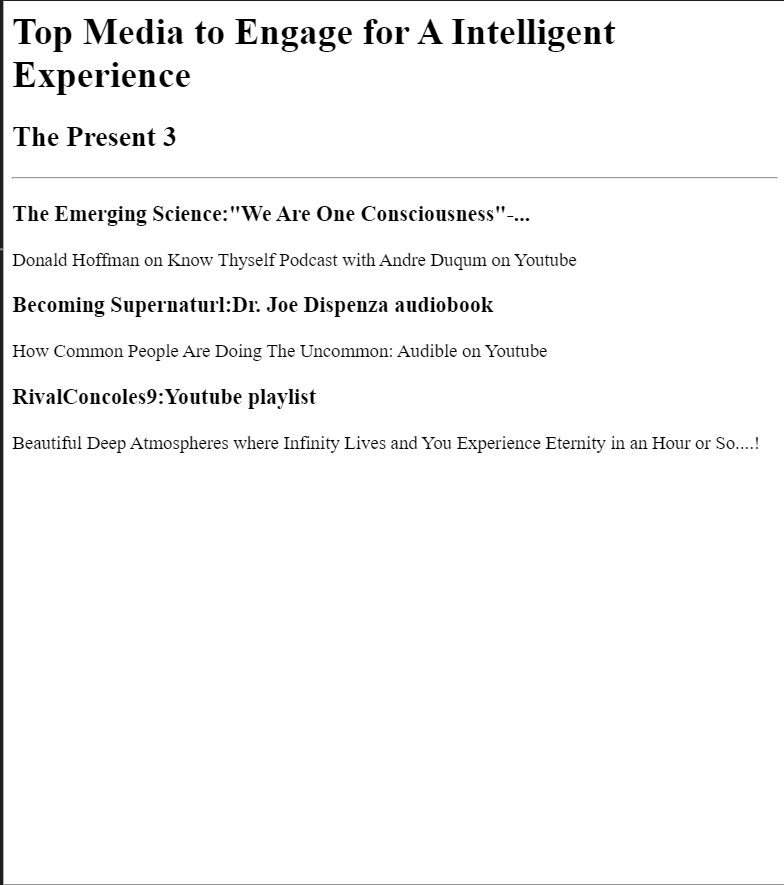 Top Media to Engage for A Intelligent
Experience
The Present 3
The Emerging Science:"We Are One Consciousness"-...
Donald Hoffman on Know Thyself Podcast with Andre Duqum on Youtube
Becoming Supernaturl:Dr. Joe Dispenza audiobook
How Common People Are Doing The Uncommon: Audible on Youtube
RivalConcoles9:Youtube playlist
Beautiful Deep Atmospheres where Infinity Lives and You Experience Eternity in an Hour or So....!